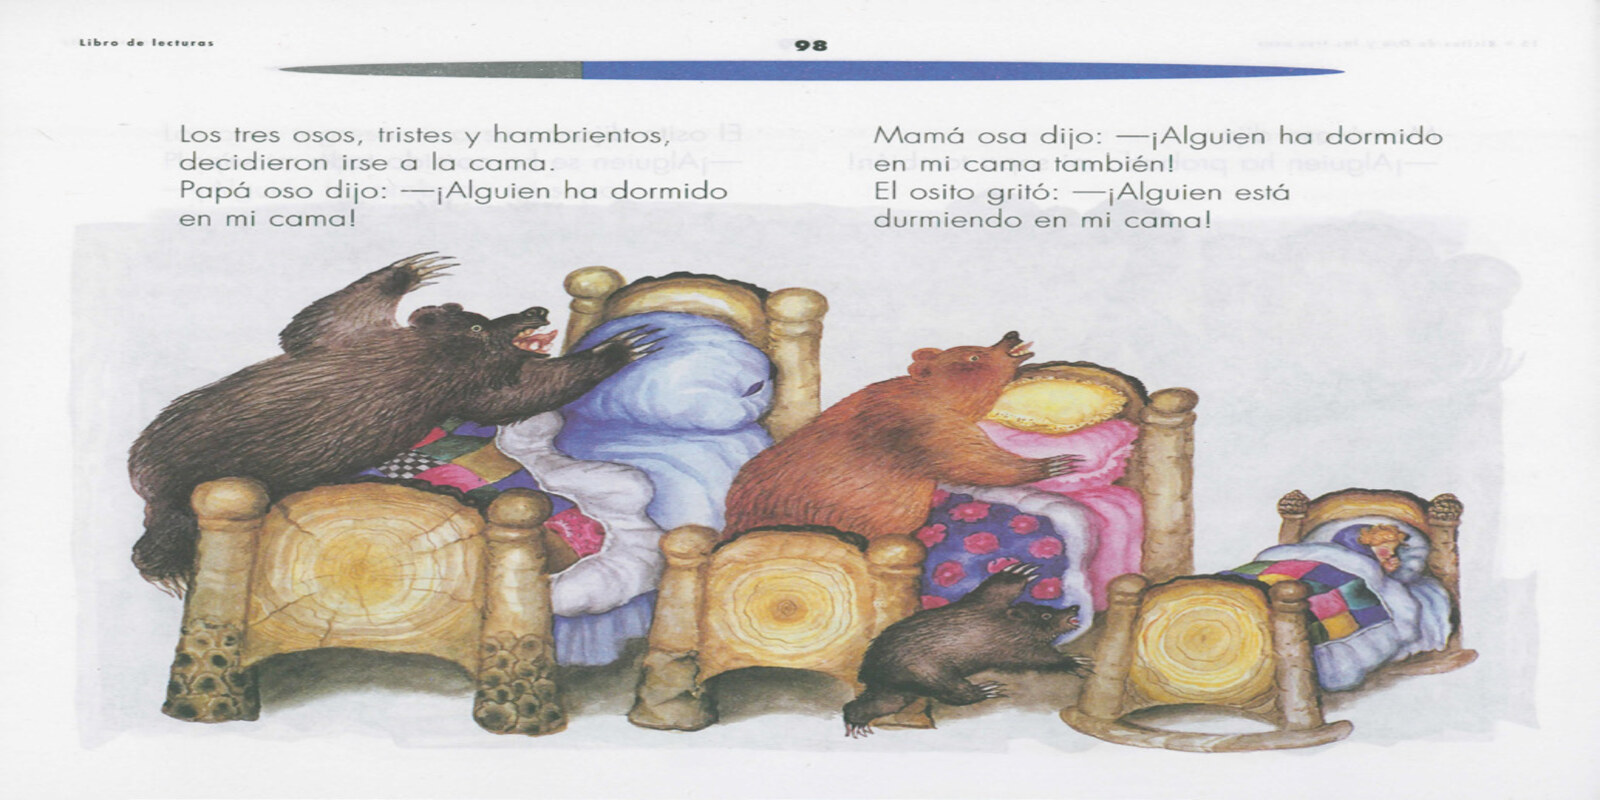 Libro de lecturas
98
Los tres osos, tristes y hambrientos,
decidieron irse a la cama.
Papá oso dijo: —¡Alguien ha dormido
en mi cama!
Mamá osa dijo: —¡Alguien ha dormido
en mi cama también!
El osito gritó: —¡Alguien está
durmiendo en mi cama!